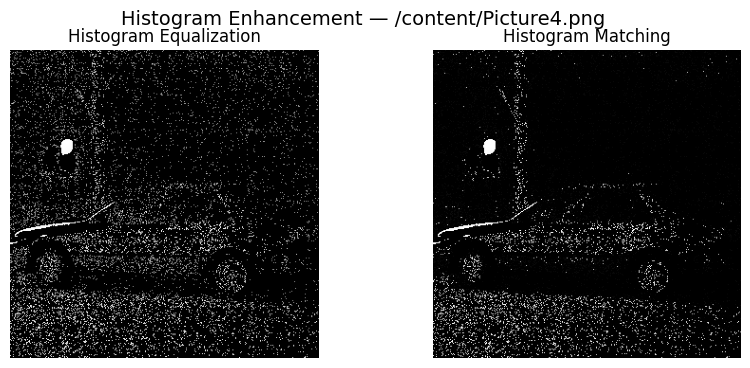 Histogram Enhancement — /content/Picture4.png
Histogram Equalization
Histogram Matching